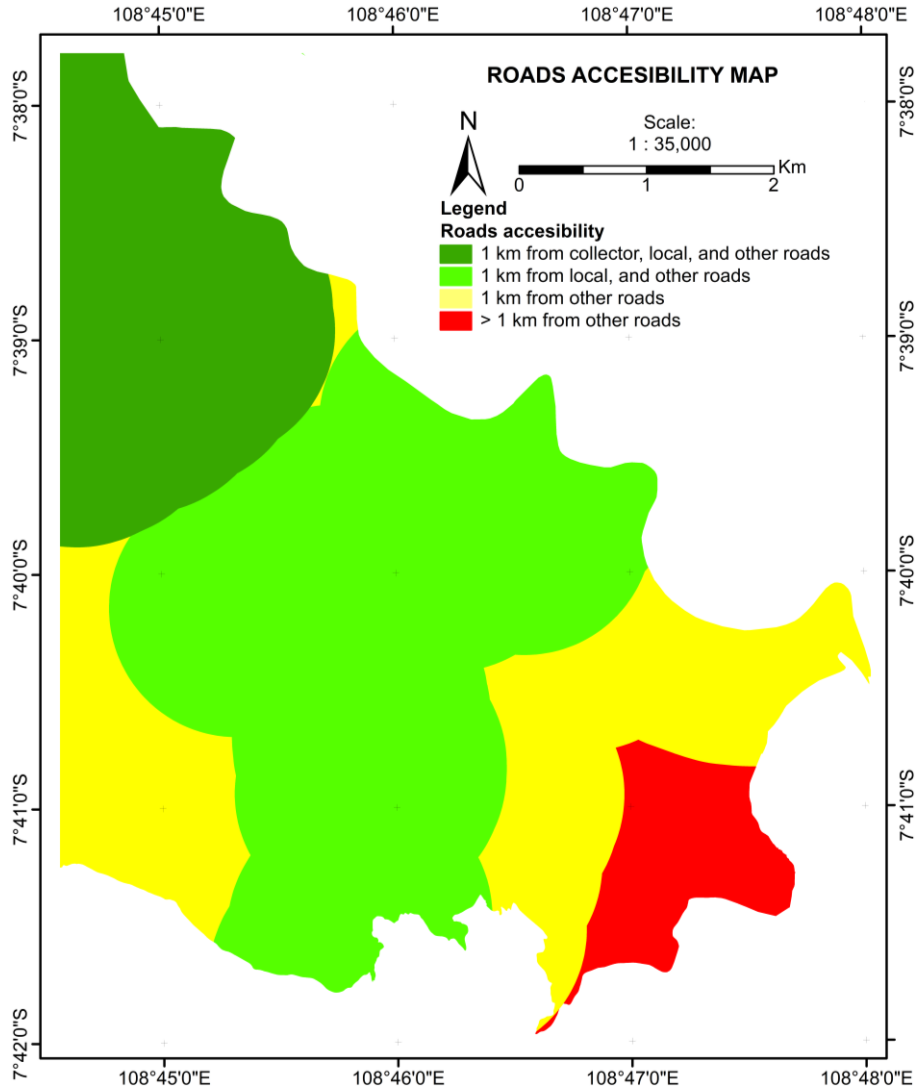 108°45'0"E 108°46'0"E 108°47'0"E 108°48'0"E
ROADS ACCESIBILITY MAP
N
Scale:
1 : 35,000
0 1 2 Km
Legend
Roads accesibility
1 km from collector, local, and other roads
1 km from local, and other roads
1 km from other roads
> 1 km from other roads
7°38'0"S 7°38'0"S
7°39'0"S 7°39'0"S
7°40'0"S 7°40'0"S
7°41'0"S 7°41'0"S
7°42'0"S
108°45'0"E 108°46'0"E 108°47'0"E 108°48'0"E